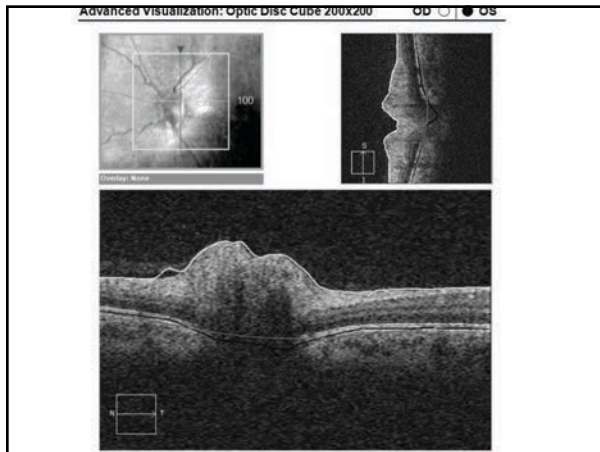 Advanced Visualization: Optic Disc Cube 200x200 OD OS
100
Overlay: None
S
I
N T